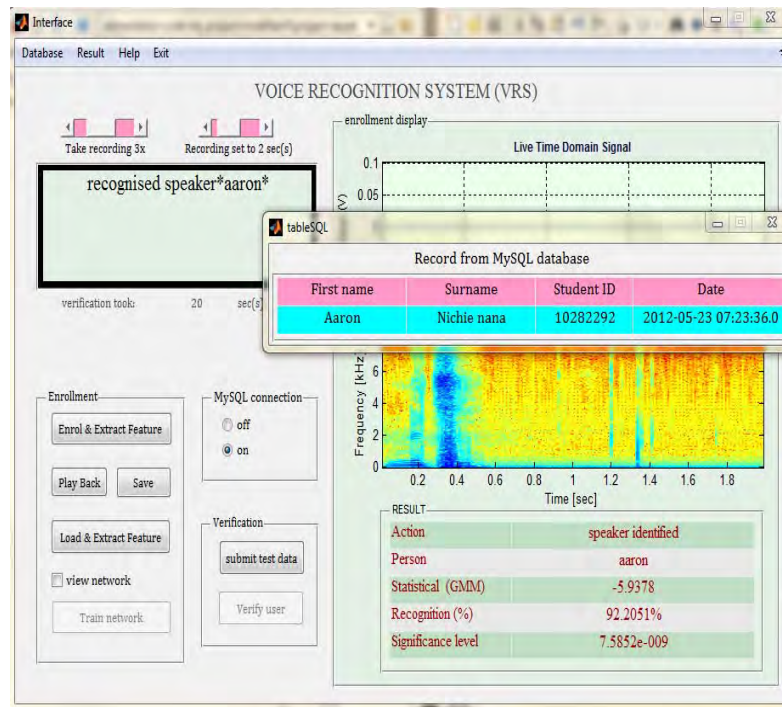 Interface
Database Result Help Exit
VOICE RECOGNITION SYSTEM (VRS)
Take recording 3x
Recording set to 2 sec(s)
recognised speaker*aaron*
verification took: 20 sec(s)
enrollment display
Live Time Domain Signal
0.1
0.05
(V)
tableSQL
Record from MySQL database
First name Surname Student ID Date
Aaron Nichie nana 10282292 2012-05-23 07:23:36.0
Enrollment
Enrol & Extract Feature
Play Back Save
Load & Extract Feature
view network
Train network
MySQL connection
off
on
Verification
submit test data
Verify user
Frequency [kHz]
6
4
2
0
0.2 0.4 0.6 0.8 1 1.2 1.4 1.6 1.8
Time [sec]
RESULT
Action speaker identified
Person aaron
Statistical (GMM) -5.9378
Recognition (%) 92.2051%
Significance level 7.5852e-009